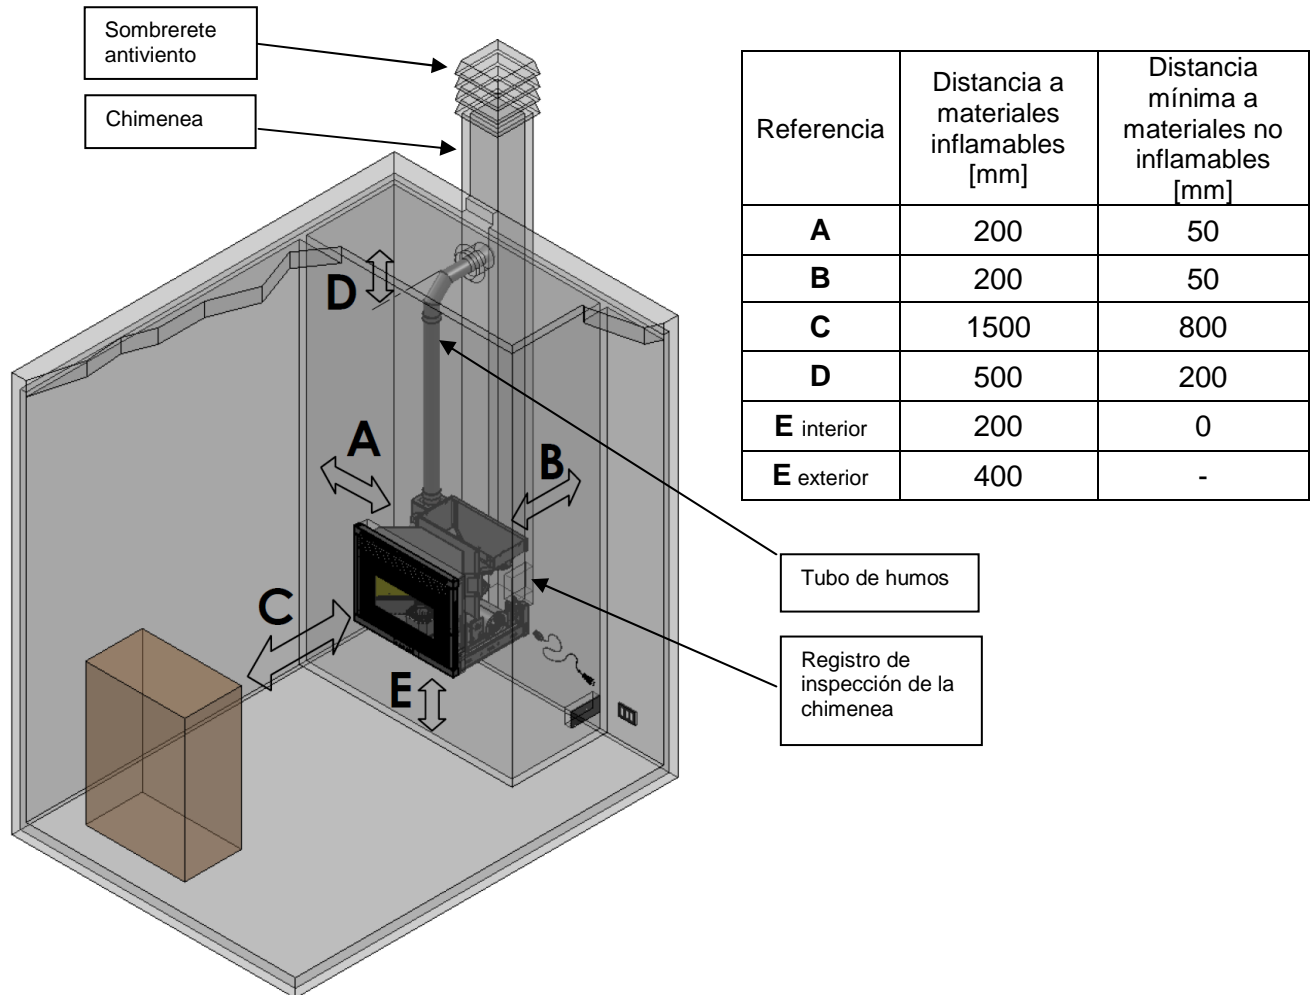 Sombrerete
antiviento
Chimenea
D
A
B
C
E
Referencia
Distancia a
materiales
inflamables
[mm]
Distancia
mínima a
materiales no
inflamables
[mm]
A 200 50
B 200 50
C 1500 800
D 500 200
E interior 200 0
E exterior 400 -
Tubo de humos
Registro de
inspección de la
chimenea